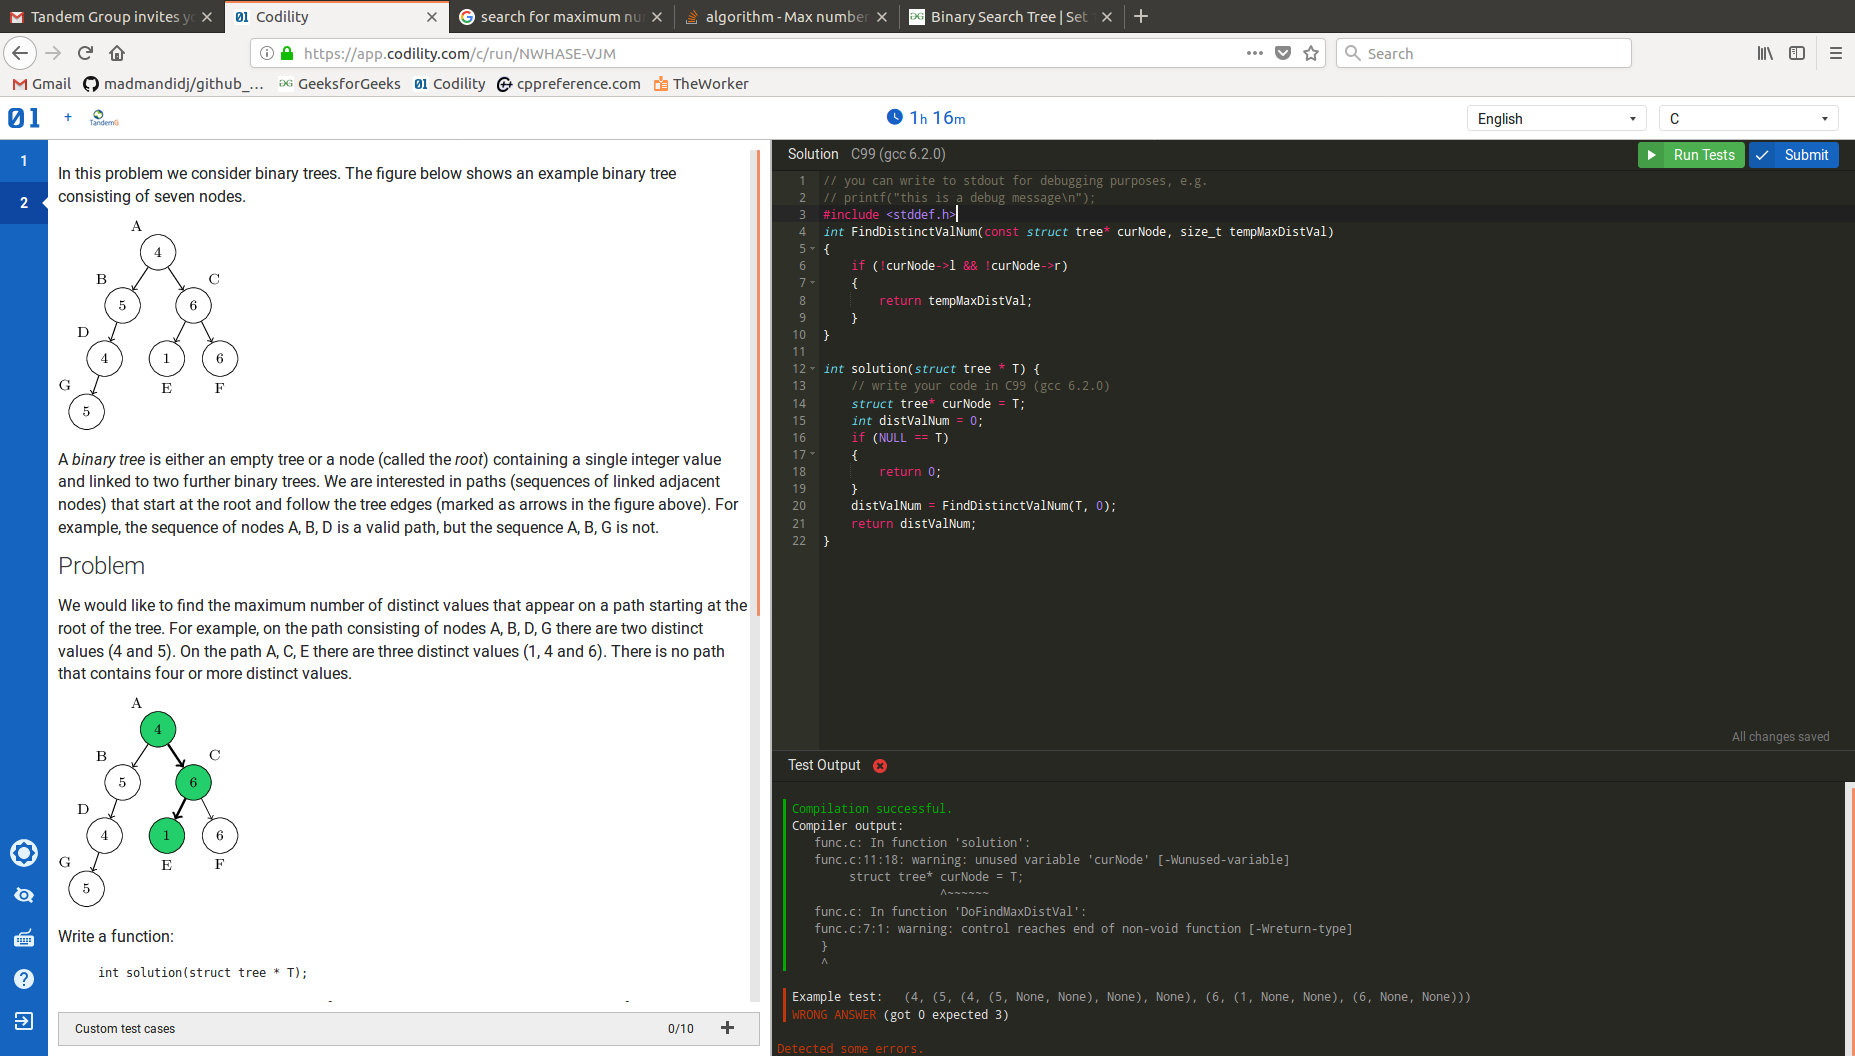 Tandem Group invites yo
Codility
search for maximum nu
algorithm - Max number
Binary Search Tree | Set
https://app.codility.com/c/run/NWHASE-VJM
Search
Gmail
madmandidj/github_...
GeeksforGeeks
Codility
cppreference.com
TheWorker
01
+
TandemG
1h 16m
English
C
1
2
In this problem we consider binary trees. The figure below shows an example binary tree
consisting of seven nodes.
A
4
B
C
5
6
D
4
1
6
G
E
F
5
A binary tree is either an empty tree or a node (called the root) containing a single integer value
and linked to two further binary trees. We are interested in paths (sequences of linked adjacent
nodes) that start at the root and follow the tree edges (marked as arrows in the figure above). For
example, the sequence of nodes A, B, D is a valid path, but the sequence A, B, G is not.
Problem
We would like to find the maximum number of distinct values that appear on a path starting at the
root of the tree. For example, on the path consisting of nodes A, B, D, G there are two distinct
values (4 and 5). On the path A, C, E there are three distinct values (1, 4 and 6). There is no path
that contains four or more distinct values.
A
4
B
C
5
6
D
4
1
6
G
E
F
5
Write a function:
int solution(struct tree * T);
Custom test cases
0/10
+
Solution C99 (gcc 6.2.0)
Run Tests
Submit
1 // you can write to stdout for debugging purposes, e.g.
2 // printf("this is a debug message\n");
3 #include <stddef.h>
4 int FindDistinctValNum(const struct tree* curNode, size_t tempMaxDistVal)
5 {
6 if (!curNode->l && !curNode->r)
7 {
8 return tempMaxDistVal;
9 }
10 }
11
12 int solution(struct tree * T) {
13 // write your code in C99 (gcc 6.2.0)
14 struct tree* curNode = T;
15 int distValNum = 0;
16 if (NULL == T)
17 {
18 return 0;
19 }
20 distValNum = FindDistinctValNum(T, 0);
21 return distValNum;
22 }
All changes saved
Test Output
Compilation successful.
Compiler output:
func.c: In function 'solution':
func.c:11:18: warning: unused variable 'curNode' [-Wunused-variable]
struct tree* curNode = T;
^~~~~~~
func.c: In function 'DoFindMaxDistVal':
func.c:7:1: warning: control reaches end of non-void function [-Wreturn-type]
}
^
Example test: (4, (5, (4, (5, None, None), None), None), (6, (1, None, None), (6, None, None)))
WRONG ANSWER (got 0 expected 3)
Detected some errors.